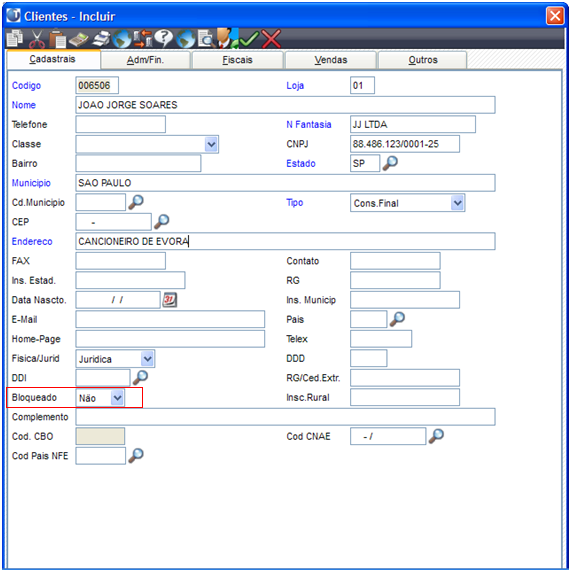 Clientes - Incluir
Cadastrais Adm/Fin. Fiscais Vendas Outros
Codigo 006506 Loja 01
Nome JOAO JORGE SOARES
Telefone N Fantasia JJ LTDA
Classe CNPJ 88.486.123/0001-25
Bairro Estado SP
Municipio SAO PAULO
Cd.Municipio Tipo Cons.Final
CEP -
Endereco CANCIONEIRO DE EVORA
FAX Contato
Ins. Estad. RG
Data Nascto. / / 31 Ins. Municip
E-Mail Pais
Home-Page Telex
Fisica/Jurid Juridica DDD
DDI RG/Ced.Extr.
Bloqueado Não Insc.Rural
Complemento
Cod. CBO Cod CNAE - /
Cod Pais NFE